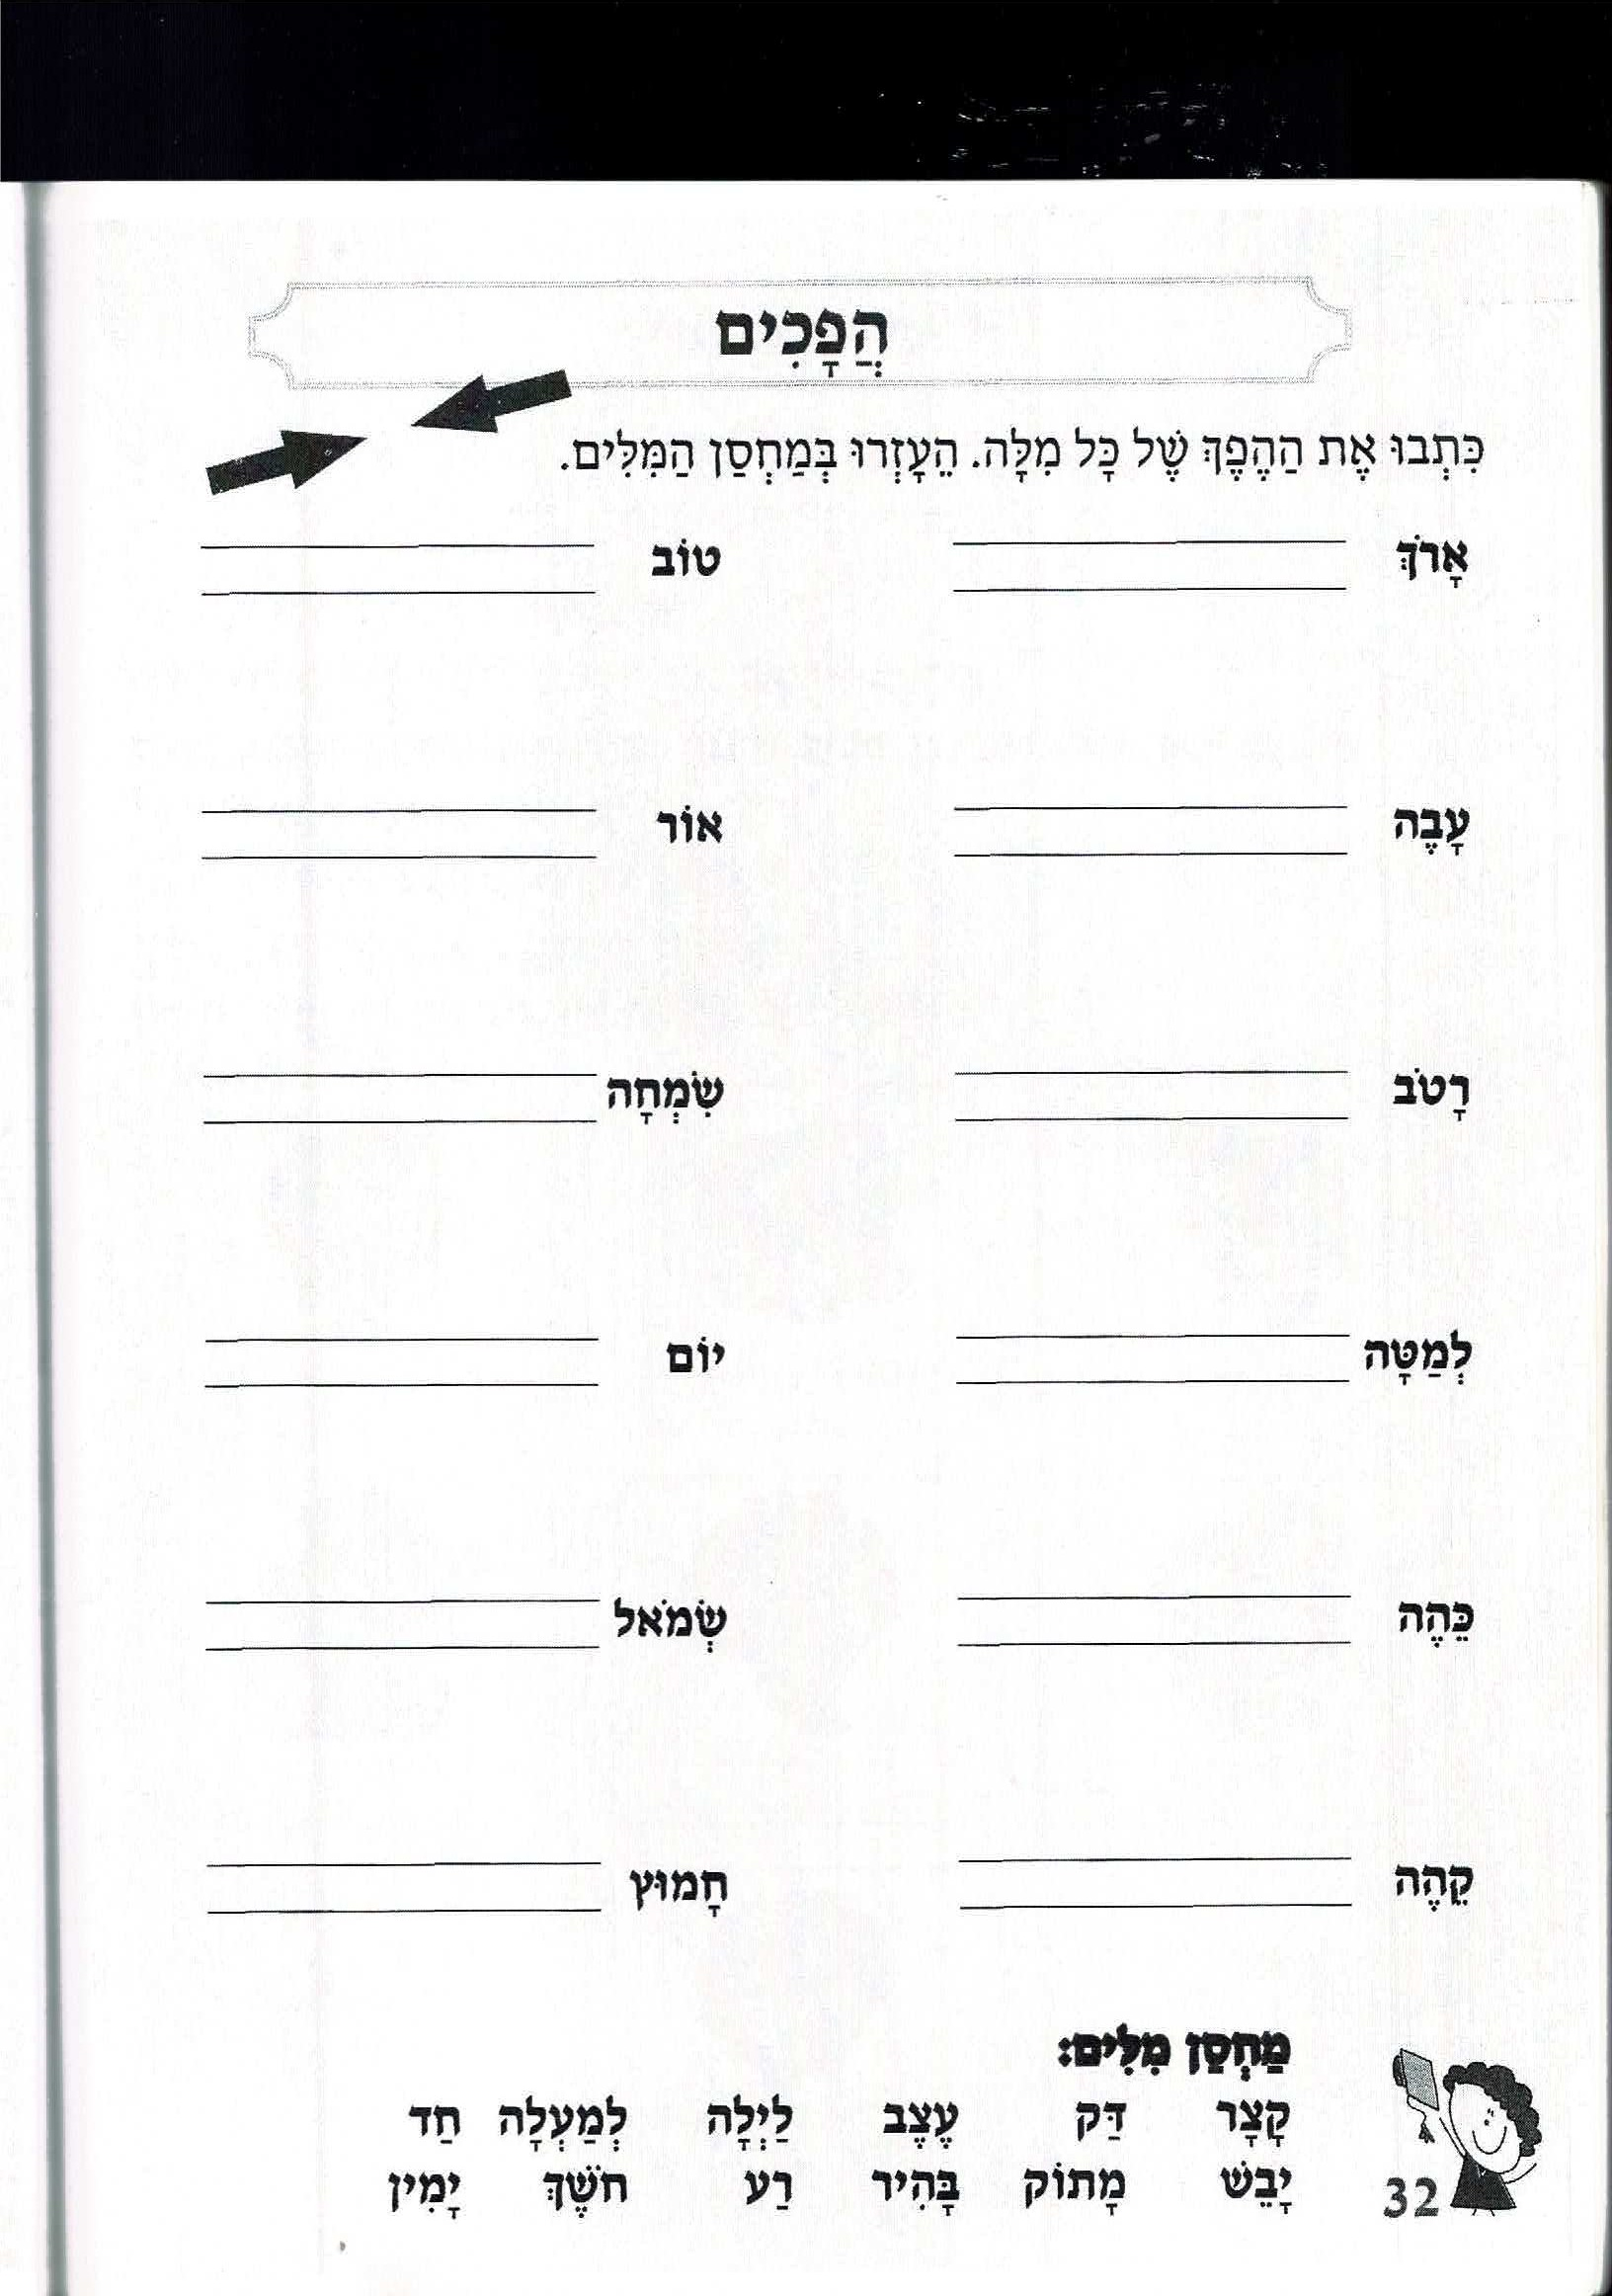 הֲפָכִים
כִּתְבוּ אֶת הַהֶפֶךְ שֶׁל כָּל מִלָּה. הֵעָזְרוּ בְּמַחְסַן הַמִּלִּים.
אָרֹךְ טוֹב
עָבֶה אוֹר
רָטֹב שִׂמְחָה
לְמַטָּה יוֹם
כֵּהֶה שְׂמֹאל
קֵהֶה חָמוּץ
מַחְסַן מִלִּים:
קָצָר דַּק עֶצֶב לַיְלָה לְמַעְלָה חַד
יָבֵשׁ מָתוֹק בָּהִיר רַע חֹשֶׁךְ יָמִין
32